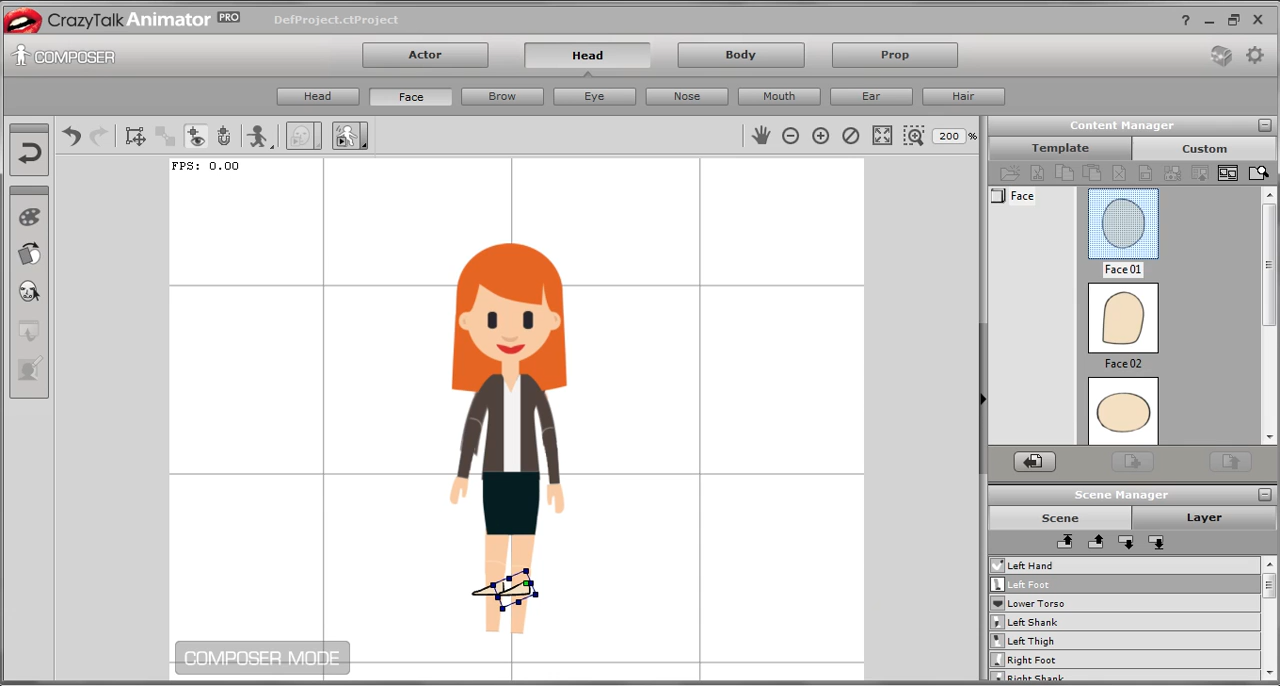 CrazyTalk Animator PRO DefProject.ctProject ?
COMPOSER Actor Head Body Prop
Head Face Brow Eye Nose Mouth Ear Hair
200 %
FPS: 0.00
Content Manager
Template Custom
Face
Face 01
Face 02
Scene Manager
Scene Layer
Left Hand
Left Foot
Lower Torso
Left Shank
Left Thigh
Right Foot
Right Shank
COMPOSER MODE